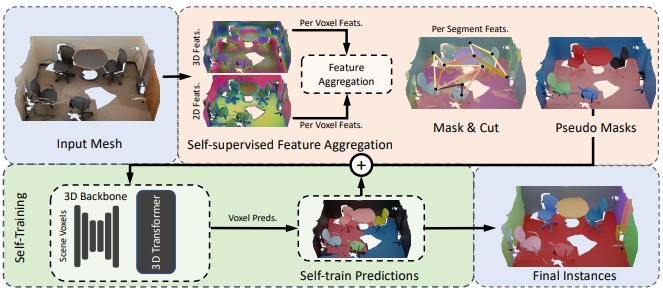 Input Mesh
3D Feats.
2D Feats.
Per Voxel Feats.
Feature
Aggregation
Per Voxel Feats.
Self-supervised Feature Aggregation
Per Segment Feats.
Mask & Cut
Pseudo Masks
+
Self-Training
3D Backbone
Scene Voxels
3D Transformer
Voxel Preds.
Self-train Predictions
Final Instances